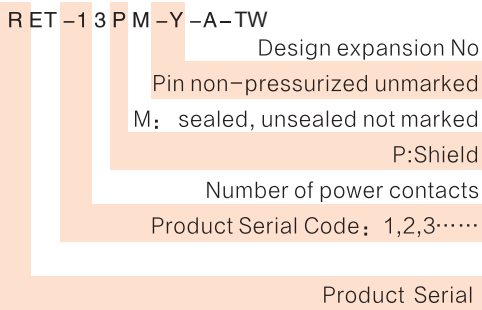 RET-13PM-Y-A-TW
Design expansion No
Pin non-pressurized unmarked
M: sealed, unsealed not marked
P:Shield
Number of power contacts
Product Serial Code: 1,2,3……
Product Serial